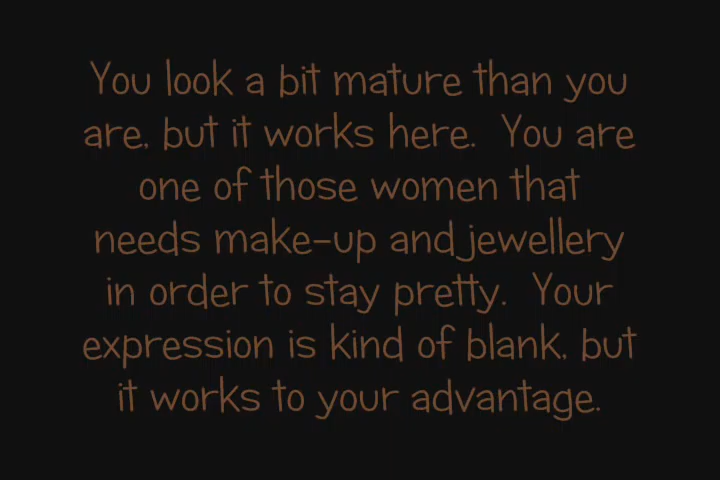 You look a bit mature than you
are, but it works here.  You are
one of those women that
needs make-up and jewellery
in order to stay pretty.  Your
expression is kind of blank, but
it works to your advantage.